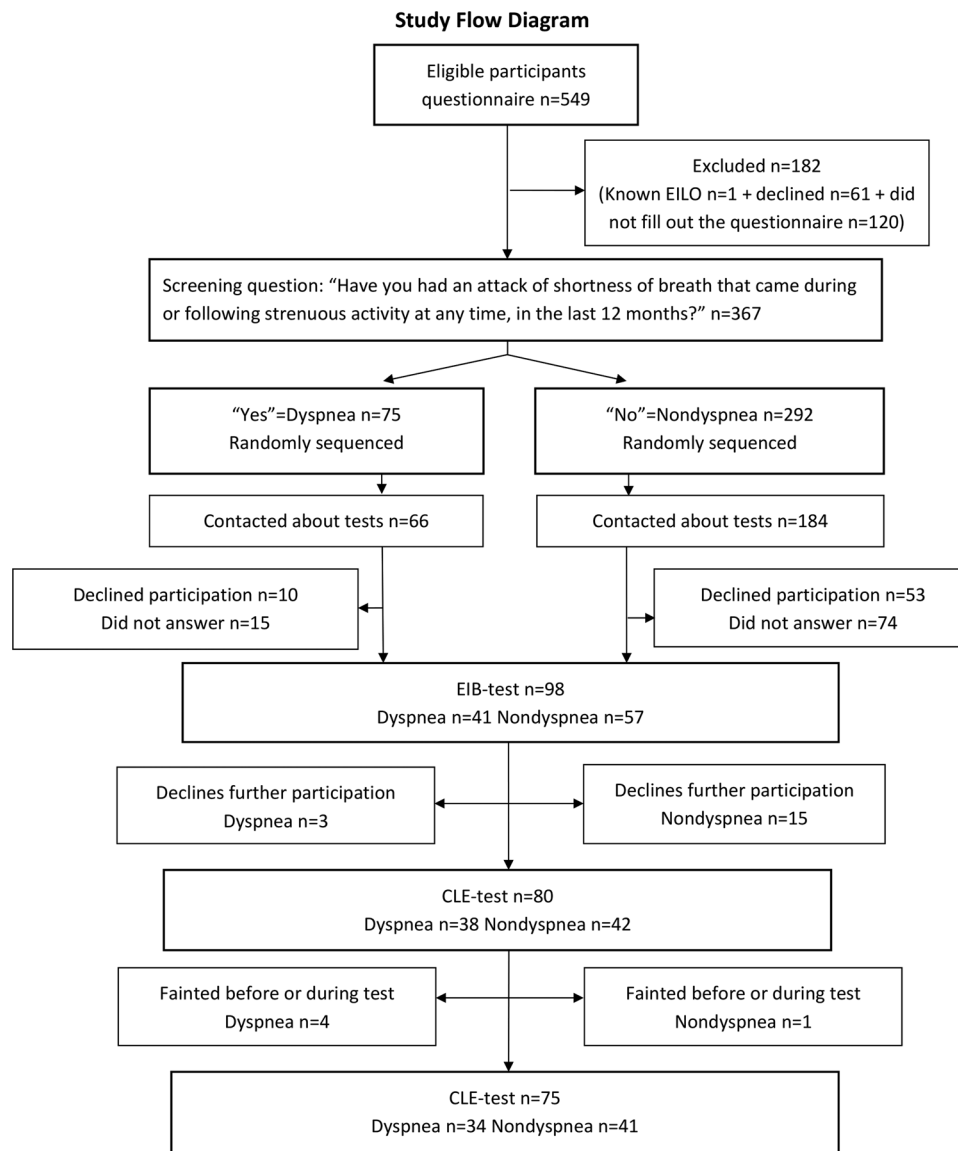 Study Flow Diagram
Eligible participants
questionnaire n=549
Excluded n=182
(Known EILO n=1 + declined n=61 + did
not fill out the questionnaire n=120)
Screening question: “Have you had an attack of shortness of breath that came during
or following strenuous activity at any time, in the last 12 months?” n=367
“Yes”=Dyspnea n=75
Randomly sequenced
“No”=Nondyspnea n=292
Randomly sequenced
Contacted about tests n=66
Contacted about tests n=184
Declined participation n=10
Did not answer n=15
Declined participation n=53
Did not answer n=74
EIB-test n=98
Dyspnea n=41 Nondyspnea n=57
Declines further participation
Dyspnea n=3
Declines further participation
Nondyspnea n=15
CLE-test n=80
Dyspnea n=38 Nondyspnea n=42
Fainted before or during test
Dyspnea n=4
Fainted before or during test
Nondyspnea n=1
CLE-test n=75
Dyspnea n=34 Nondyspnea n=41